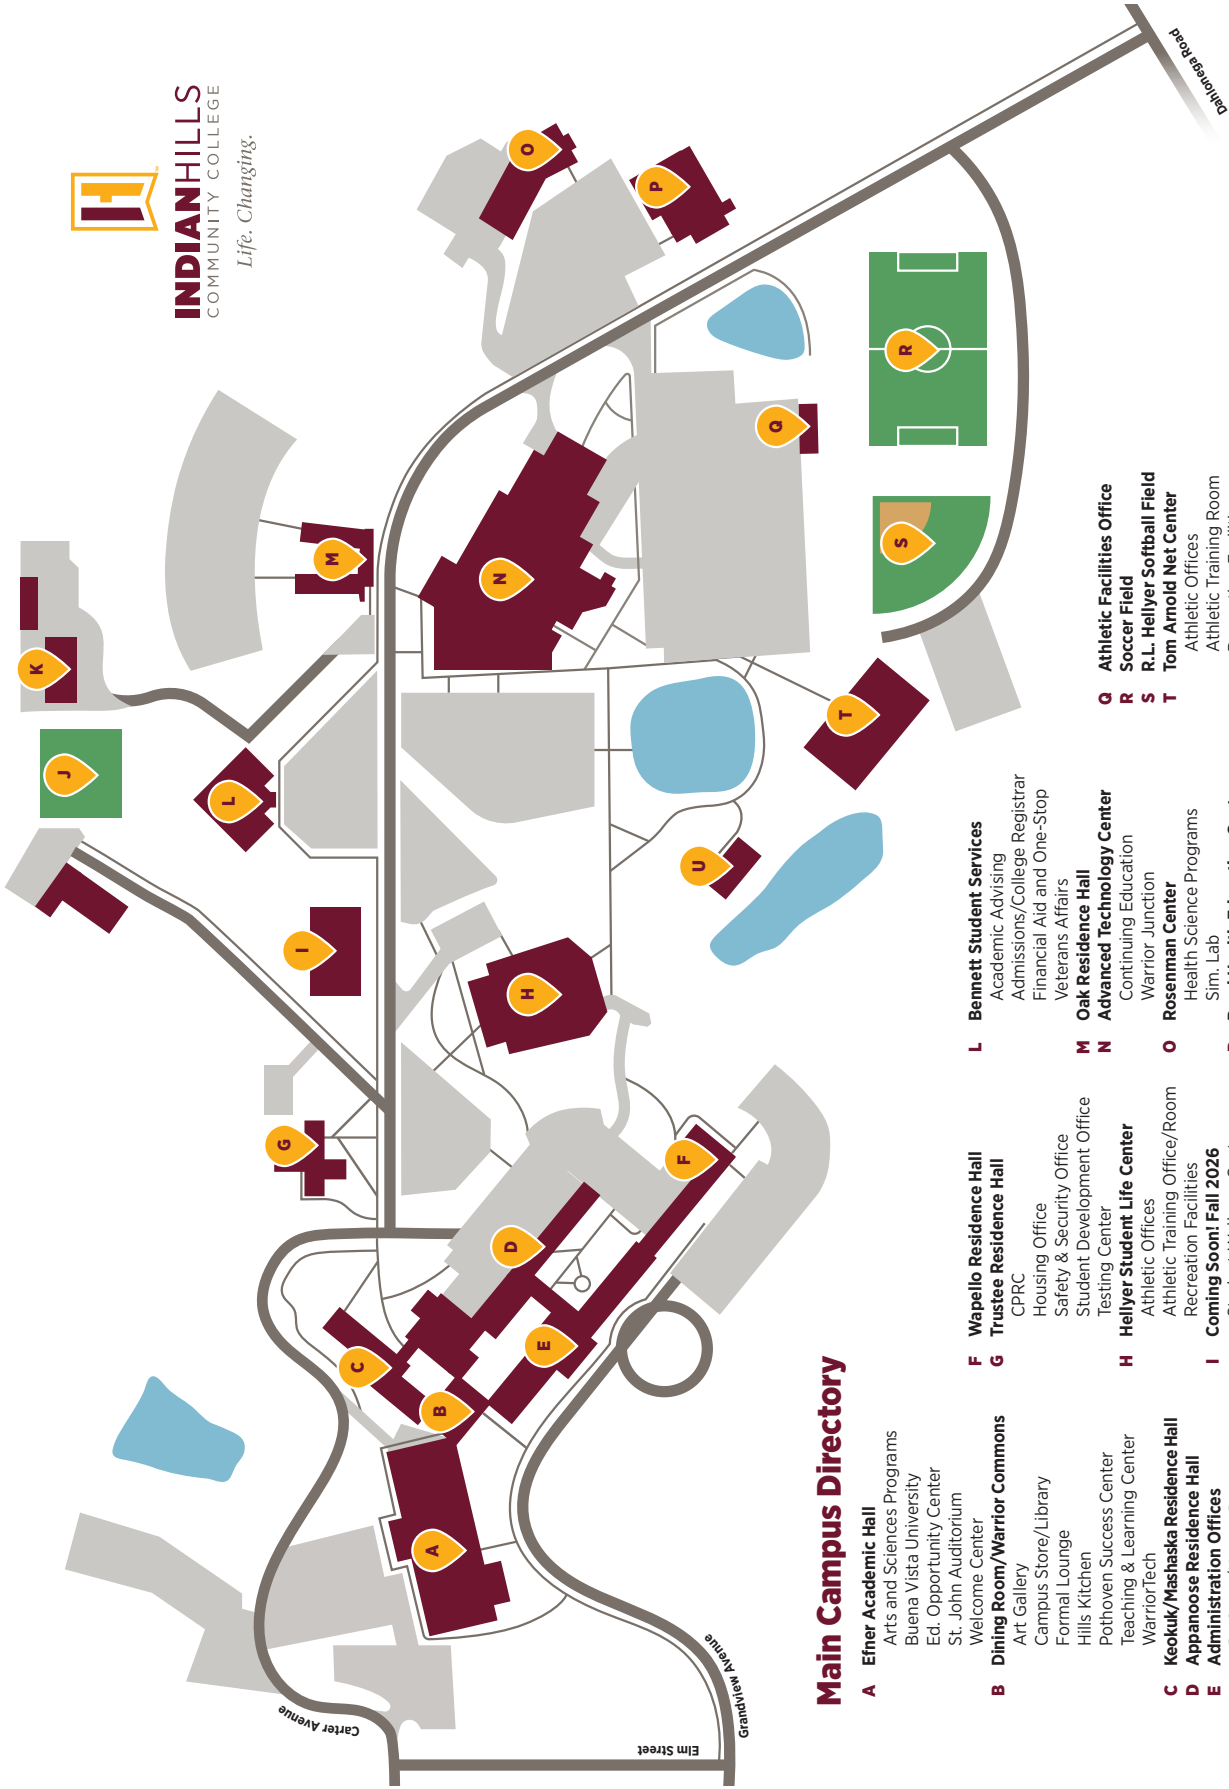 INDIANHILLS
COMMUNITY COLLEGE
Life. Changing.
Dahlonega Road
Carter Avenue
Elm Street
Grandview Avenue
A
B
C
D
E
F
G
H
I
J
K
L
M
N
O
P
Q
R
S
T
U
Main Campus Directory
A Efner Academic Hall
Arts and Sciences Programs
Buena Vista University
Ed. Opportunity Center
St. John Auditorium
Welcome Center
B Dining Room/Warrior Commons
Art Gallery
Campus Store/Library
Formal Lounge
Hills Kitchen
Pothoven Success Center
Teaching & Learning Center
WarriorTech
C Keokuk/Mahaska Residence Hall
D Appanoose Residence Hall
E Administration Offices
F Wapello Residence Hall
G Trustee Residence Hall
CPRC
Housing Office
Safety & Security Office
Student Development Office
Testing Center
H Hellyer Student Life Center
Athletic Offices
Athletic Training Office/Room
Recreation Facilities
I Coming Soon! Fall 2026
L Bennett Student Services
Academic Advising
Admissions/College Registrar
Financial Aid and One-Stop
Veterans Affairs
M Oak Residence Hall
N Advanced Technology Center
Continuing Education
Warrior Junction
O Rosenman Center
Health Science Programs
Sim. Lab
Q Athletic Facilities Office
R Soccer Field
S R.L. Hellyer Softball Field
T Tom Arnold Net Center
Athletic Offices
Athletic Training Room